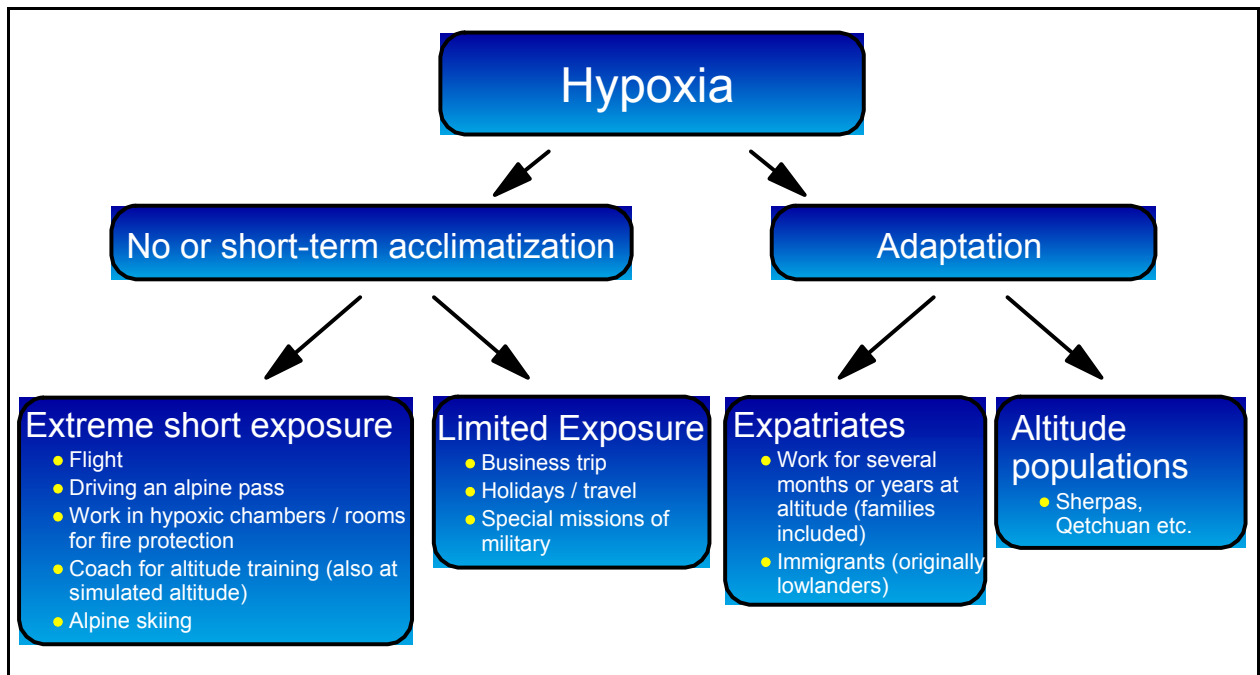 Hypoxia
No or short-term acclimatization
Adaptation
Extreme short exposure
• Flight
• Driving an alpine pass
• Work in hypoxic chambers / rooms
for fire protection
• Coach for altitude training (also at
simulated altitude)
• Alpine skiing
Limited Exposure
• Business trip
• Holidays / travel
• Special missions of
military
Expatriates
• Work for several
months or years at
altitude (families
included)
• Immigrants (originally
lowlanders)
Altitude
populations
• Sherpas,
Qetchuan etc.